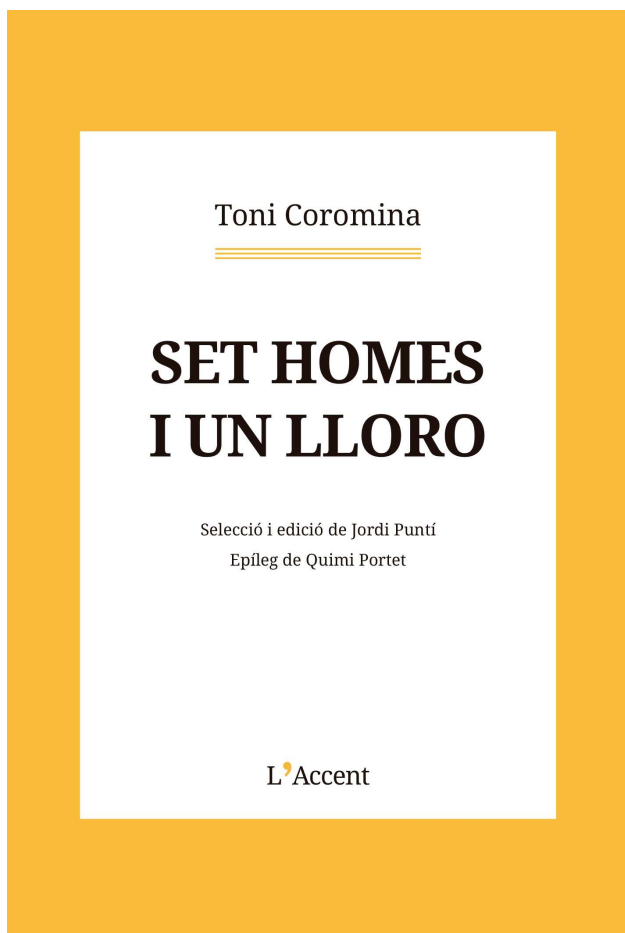 Toni Coromina
SET HOMES
I UN LLORO
Selecció i edició de Jordi Puntí
Epíleg de Quimi Portet
L’Accent